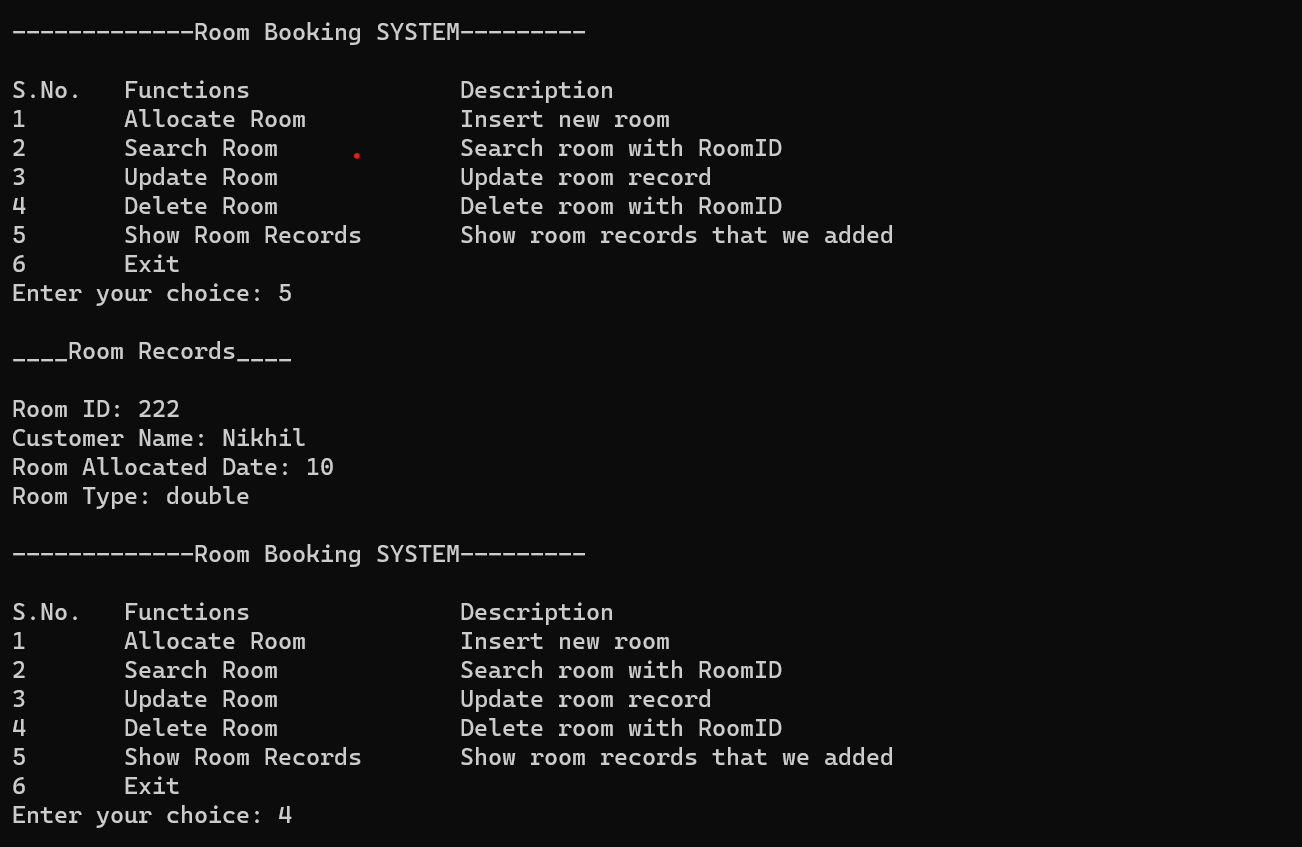 -------------Room Booking SYSTEM---------
S.No. Functions Description
1 Allocate Room Insert new room
2 Search Room Search room with RoomID
3 Update Room Update room record
4 Delete Room Delete room with RoomID
5 Show Room Records Show room records that we added
6 Exit
Enter your choice: 5
____Room Records____
Room ID: 222
Customer Name: Nikhil
Room Allocated Date: 10
Room Type: double
-------------Room Booking SYSTEM---------
S.No. Functions Description
1 Allocate Room Insert new room
2 Search Room Search room with RoomID
3 Update Room Update room record
4 Delete Room Delete room with RoomID
5 Show Room Records Show room records that we added
6 Exit
Enter your choice: 4